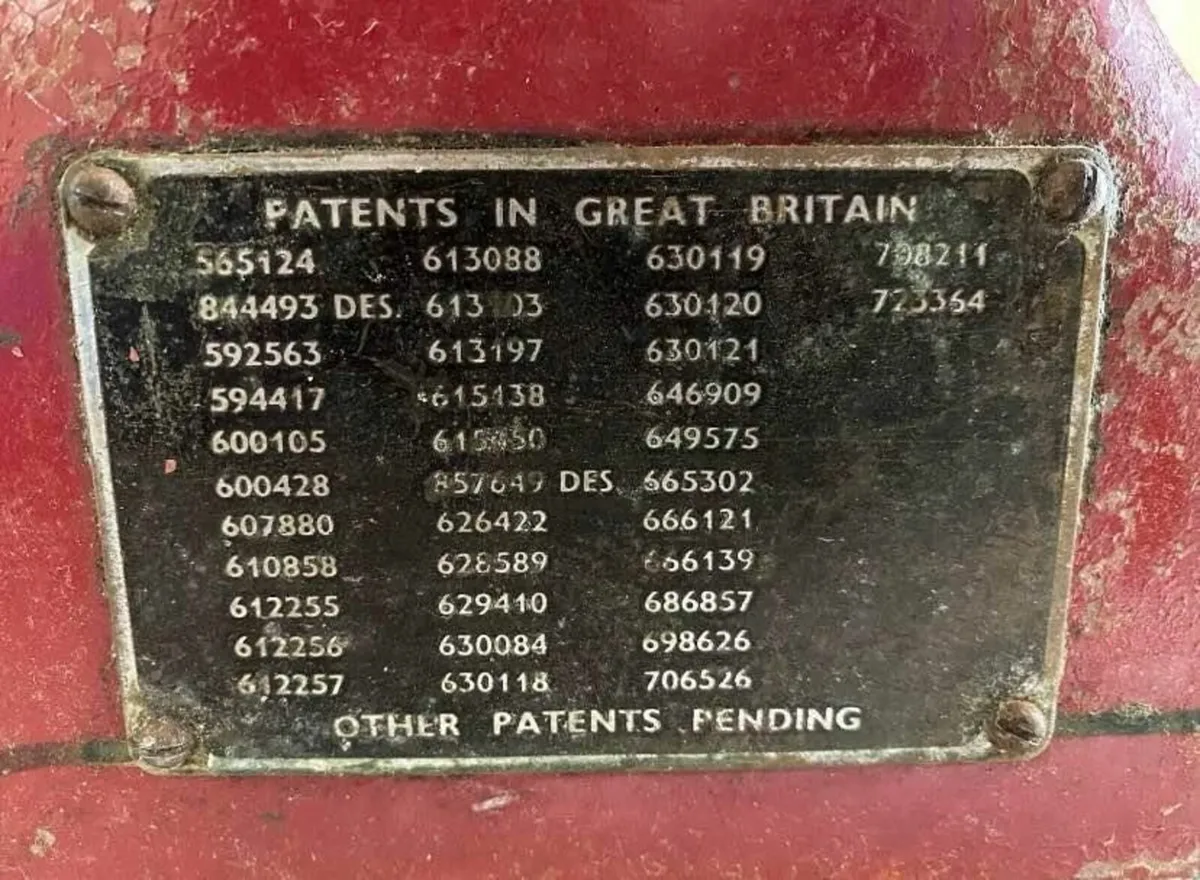 PATENTS IN GREAT BRITAIN
565124 613088 630119 708211
844493 DES. 630120
592563 613197 630121
594417 615138 646909
600105 649575
600428 857649 DES. 665302
607880 626422 666121
610858 628589 666139
612255 629410 686857
612256 630084 698626
612257 630118 706526
OTHER PATENTS PENDING